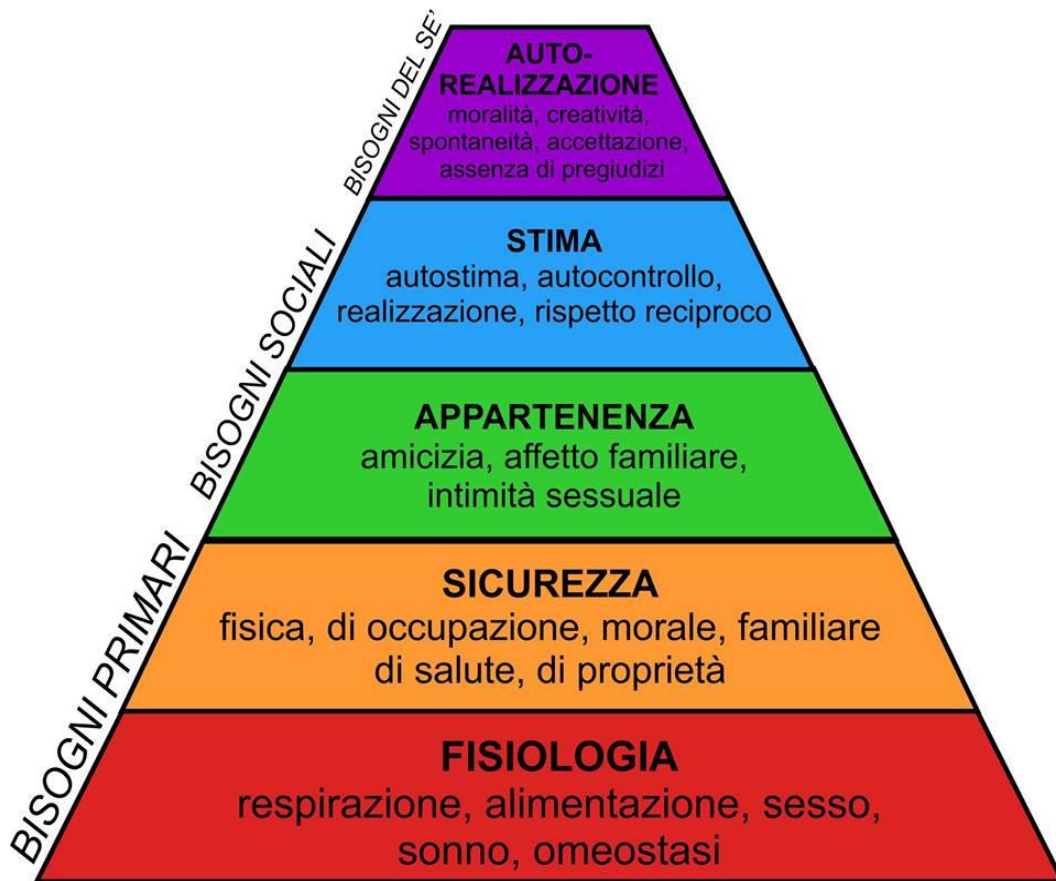 BISOGNI DEL SE'
AUTO-
REALIZZAZIONE
moralità, creatività,
spontaneità, accettazione,
assenza di pregiudizi
BISOGNI SOCIALI
STIMA
autostima, autocontrollo,
realizzazione, rispetto reciproco
APPARTENENZA
amicizia, affetto familiare,
intimità sessuale
BISOGNI PRIMARI
SICUREZZA
fisica, di occupazione, morale, familiare
di salute, di proprietà
FISIOLOGIA
respirazione, alimentazione, sesso,
sonno, omeostasi